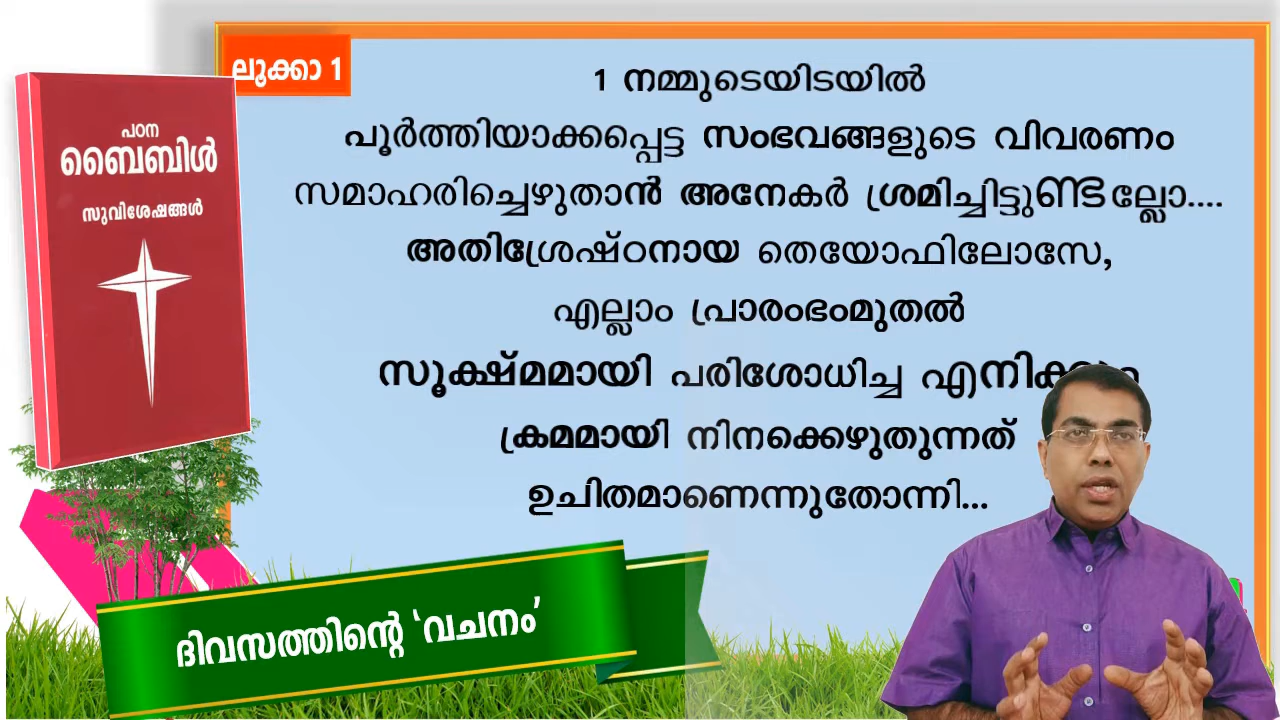 ലൂക്കാ 1
1 നമ്മുടെയിടയിൽ
പൂർത്തിയാക്കപ്പെട്ട സംഭവങ്ങളുടെ വിവരണം
സമാഹരിച്ചെഴുതാൻ അനേകർ ശ്രമിച്ചിട്ടുണ്ടല്ലോ....
അതിശ്രേഷ്ഠനായ തെയോഫിലോസേ,
എല്ലാം പ്രാരംഭംമുതൽ
സൂക്ഷ്മമായി പരിശോധിച്ച
ക്രമമായി നിനക്കെഴുതുന്നത്
ഉചിതമാണെന്നുതോന്നി...
പഠന
ബൈബിൾ
സുവിശേഷങ്ങൾ
ദിവസത്തിന്റെ ‘വചനം’